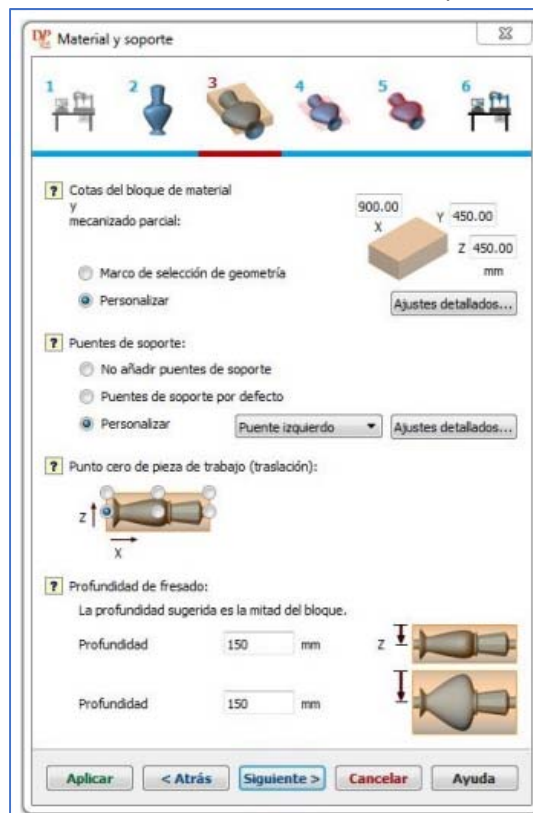 Material y soporte
1 2 3 4 5 6
? Cotas del bloque de material
y
mecanizado parcial:
900.00
X
Y 450.00
Z 450.00
mm
Marco de selección de geometría
Personalizar
Ajustes detallados...
? Puentes de soporte:
No añadir puentes de soporte
Puentes de soporte por defecto
Personalizar Puente izquierdo Ajustes detallados...
? Punto cero de pieza de trabajo (traslación):
Z
X
? Profundidad de fresado:
La profundidad sugerida es la mitad del bloque.
Profundidad 150 mm Z
Profundidad 150 mm
Aplicar < Atrás Siguiente > Cancelar Ayuda